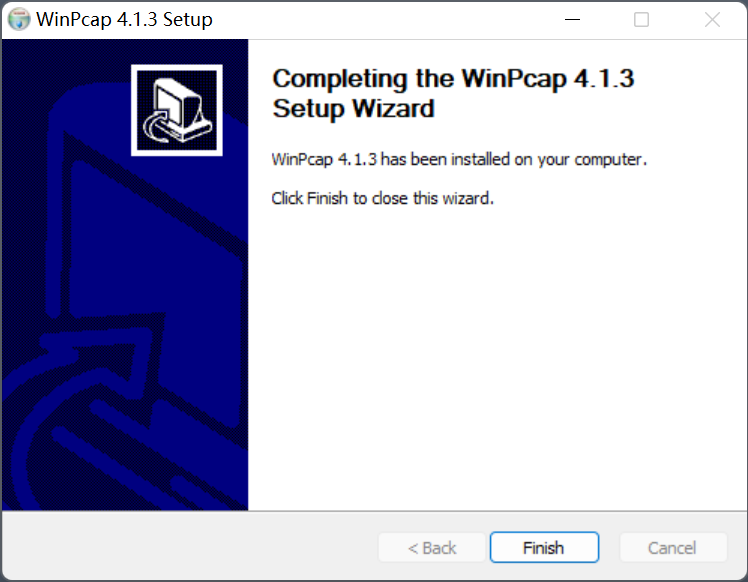 WinPcap 4.1.3 Setup
Completing the WinPcap 4.1.3
Setup Wizard
WinPcap 4.1.3 has been installed on your computer.
Click Finish to close this wizard.
< Back
Finish
Cancel